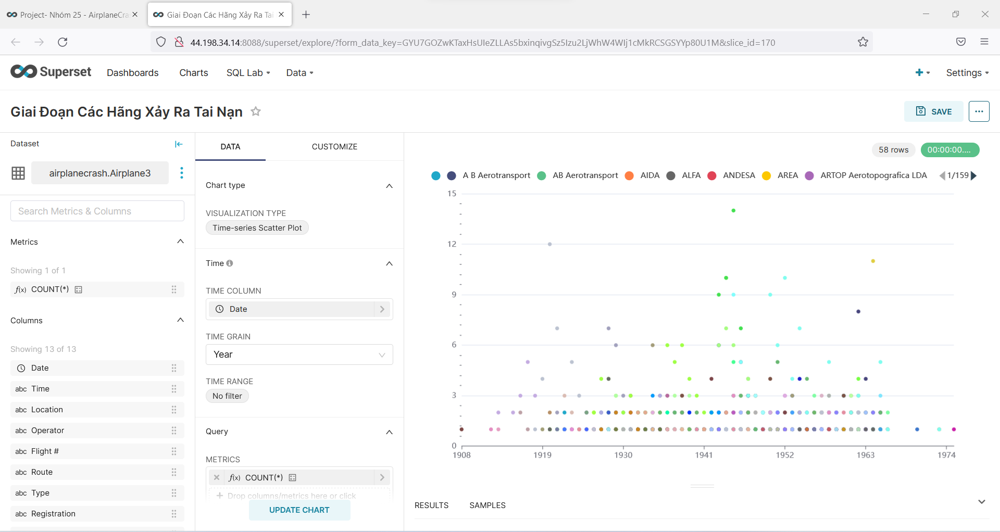 Project- Nhóm 25 - AirplaneCra
Giai Đoạn Các Hãng Xảy Ra Tai
44.198.34.14:8088/superset/explore/?form_data_key=GYU7GOZwKTaxHsUIeZLLAs5bxinqivgSz5Izu2LjWhW4WIj1cMkRCSGSYYp80U1M&slice_id=170
Superset
Dashboards
Charts
SQL Lab
Data
Settings
Giai Đoạn Các Hãng Xảy Ra Tai Nạn
SAVE
Dataset
airplanecrash.Airplane3
Search Metrics & Columns
Metrics
Showing 1 of 1
f(x) COUNT(*)
Columns
Showing 13 of 13
Date
abc Time
abc Location
abc Operator
abc Flight #
abc Route
abc Type
abc Registration
DATA
CUSTOMIZE
Chart type
VISUALIZATION TYPE
Time-series Scatter Plot
Time
TIME COLUMN
Date
TIME GRAIN
Year
TIME RANGE
No filter
Query
METRICS
f(x) COUNT(*)
Drop columns/metrics here or click
UPDATE CHART
58 rows
00:00:00....
A B Aerotransport
AB Aerotransport
AIDA
ALFA
ANDESA
AREA
ARTOP Aerotopografica LDA
1/159
15
12
9
6
3
0
1908
1919
1930
1941
1952
1963
1974
RESULTS
SAMPLES